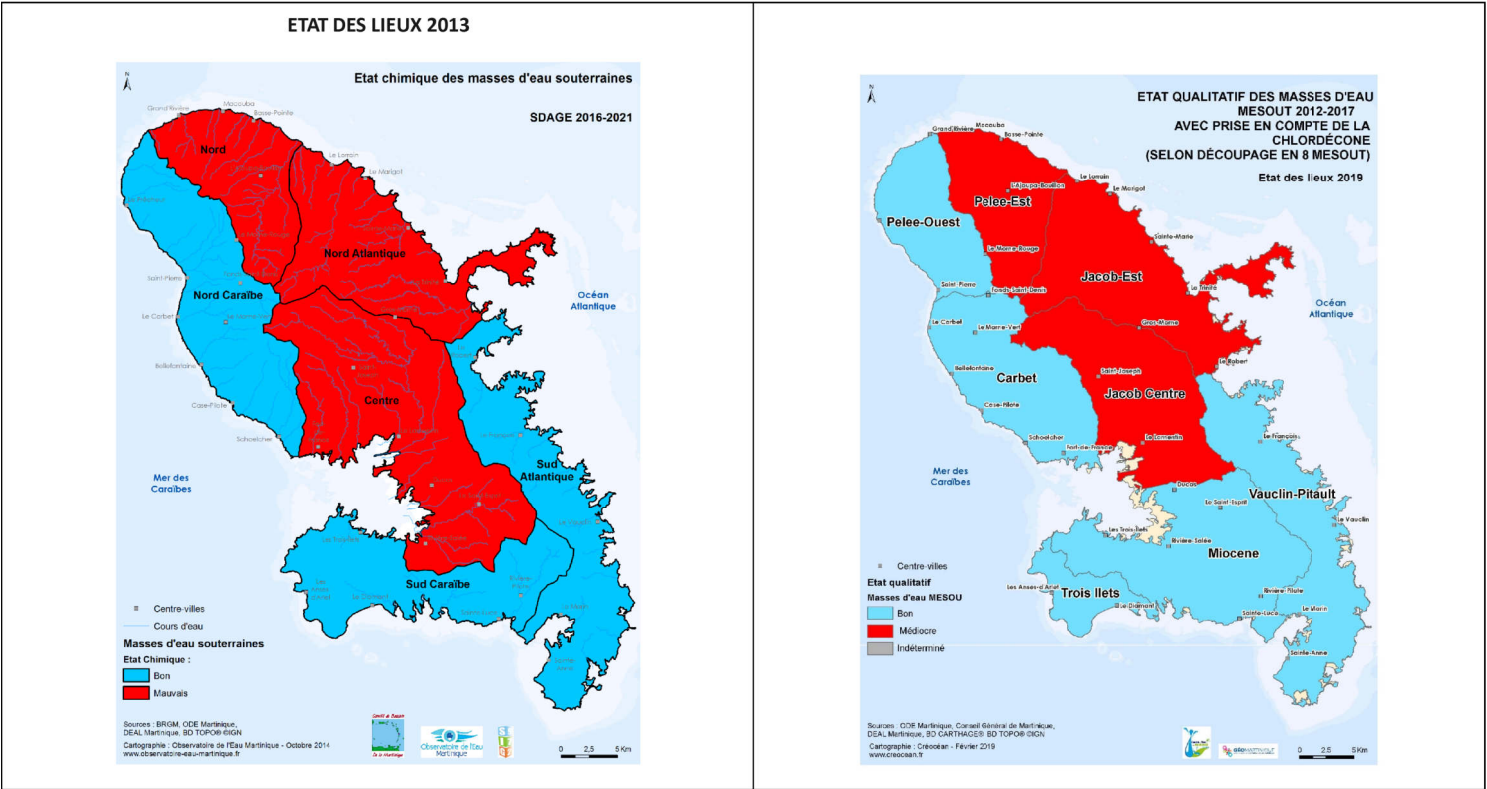 ETAT DES LIEUX 2013
N
Etat chimique des masses d'eau souterraines
SDAGE 2016-2021
Grand'Rivière
Macouba
Basse-Pointe
Nord
Le Lorrain
Le Marigot
Nord Atlantique
Saint-Pierre
Nord Caraïbe
Océan
Atlantique
Le Carbet
Bellefontaine
Centre
Case-Pilote
Schoelcher
Sud
Atlantique
Mer des
Caraïbes
Sud Caraïbe
Centre-villes
Cours d'eau
Masses d'eau souterraines
Etat Chimique :
Bon
Mauvais
Sources : BRGM, ODE Martinique,
DEAL Martinique, BD TOPO® ©IGN
Cartographie : Observatoire de l'Eau Martinique - Octobre 2014
www.observatoire-eau-martinique.fr
Comité de Bassin
De la Martinique
Observatoire de l'Eau
Martinique
0 2,5 5 Km
N
ETAT QUALITATIF DES MASSES D'EAU
MESOUT 2012-2017
AVEC PRISE EN COMPTE DE LA
CHLORDÉCONE
(SELON DÉCOUPAGE EN 8 MESOUT)
Etat des lieux 2019
Grand'Rivière
Macouba
Basse-Pointe
Le Lorrain
L'Ajoupa-Bouillon
Le Marigot
Pelee-Est
Pelee-Ouest
Sainte-Marie
Le Morne-Rouge
Jacob-Est
Saint-Pierre
Fonds-Saint-Denis
La Trinité
Océan
Atlantique
Le Carbet
Le Morne-Vert
Gros-Morne
Le Robert
Bellefontaine
Carbet
Saint-Joseph
Jacob Centre
Case-Pilote
Schoelcher
Fort-de-France
Le Lamentin
Le François
Mer des
Caraïbes
Ducos
Vauclin-Pitault
Le Saint-Esprit
Le Vauclin
Les Trois-Ilets
Rivière-Salée
Miocene
Centre-villes
Etat qualitatif
Masses d'eau MESOU
Bon
Médiocre
Indéterminé
Les Anses-d'Arlet
Trois Ilets
Le Diamant
Rivière-Pilote
Sainte-Luce
Le Marin
Sainte-Anne
Sources : ODE Martinique, Conseil Général de Martinique,
DEAL Martinique, BD CARTHAGE® BD TOPO® ©IGN
Cartographie : Créocéan - Février 2019
www.creocean.fr
0 2.5 5 Km